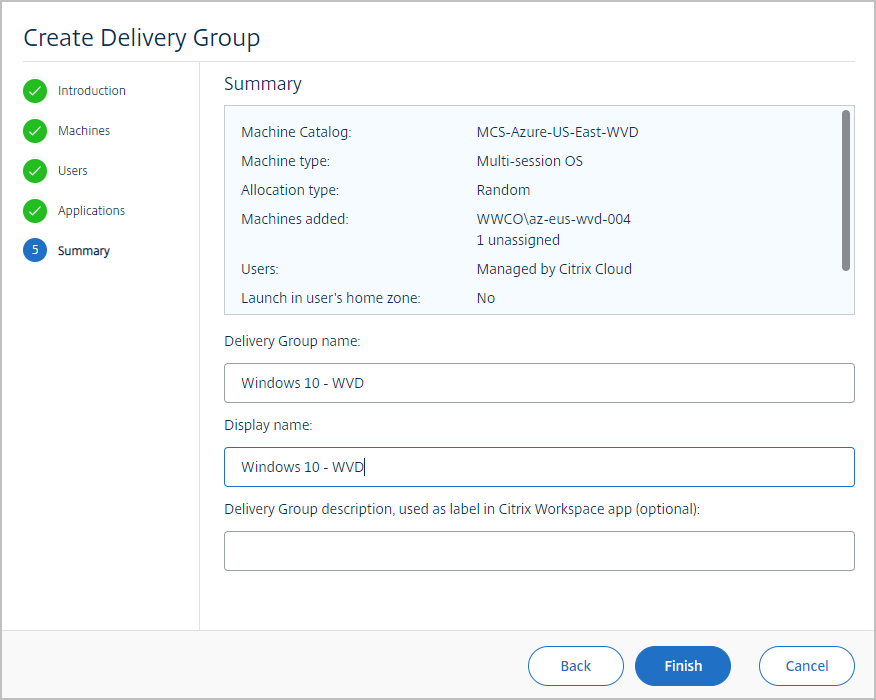 Create Delivery Group
Introduction
Machines
Users
Applications
5 Summary
Summary
Machine Catalog: MCS-Azure-US-East-WVD
Machine type: Multi-session OS
Allocation type: Random
Machines added: WWCO\az-eus-wvd-004
1 unassigned
Users: Managed by Citrix Cloud
Launch in user's home zone: No
Delivery Group name:
Windows 10 - WVD
Display name:
Windows 10 - WVD
Delivery Group description, used as label in Citrix Workspace app (optional):
Back Finish Cancel